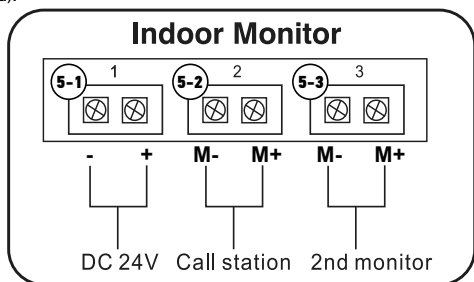 Indoor Monitor
5-1 1 5-2 2 5-3 3
- + M- M+ M- M+
DC 24V Call station 2nd monitor